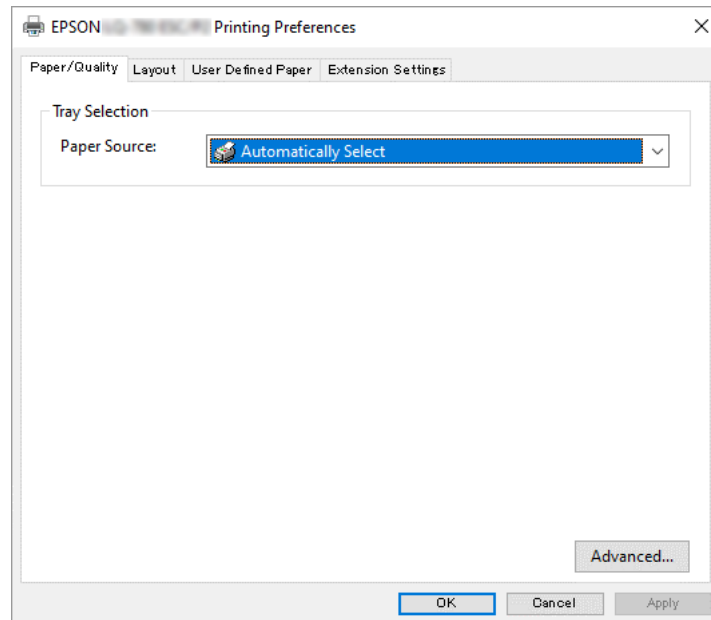 EPSON Printing Preferences
Paper/Quality Layout User Defined Paper Extension Settings
Tray Selection
Paper Source: Automatically Select
Advanced...
OK Cancel Apply